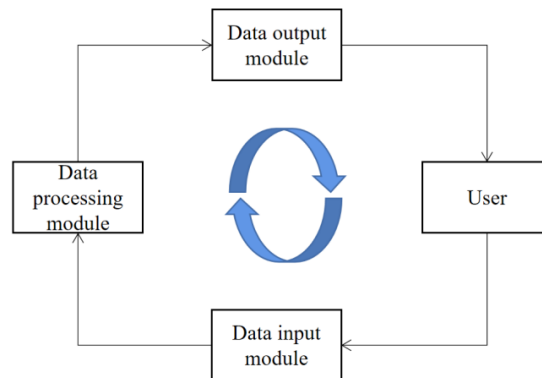 Data output
module
Data
processing
module
User
Data input
module